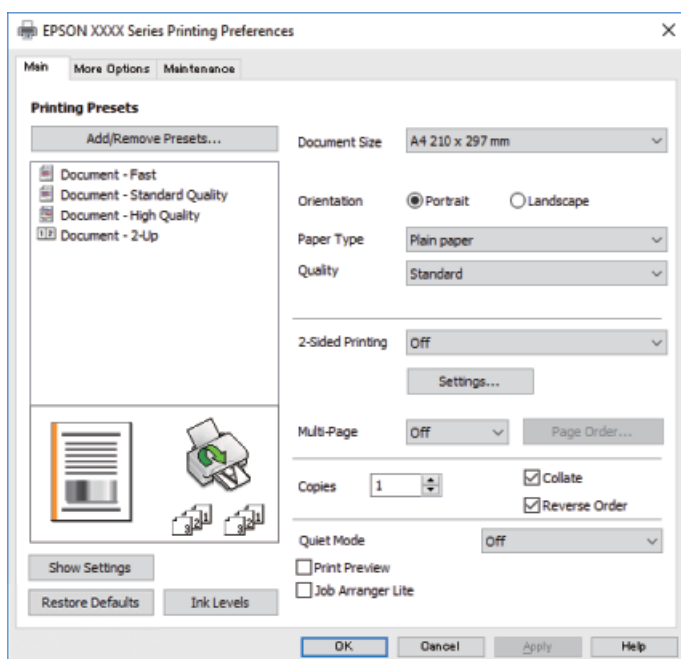 EPSON XXXX Series Printing Preferences
Main More Options Maintenance
Printing Presets
Add/Remove Presets...
Document - Fast
Document - Standard Quality
Document - High Quality
Document - 2-Up
Document Size A4 210 x 297 mm
Orientation Portrait Landscape
Paper Type Plain paper
Quality Standard
2-Sided Printing Off
Settings...
Multi-Page Off Page Order...
Copies 1 Collate
Reverse Order
Quiet Mode Off
Print Preview
Job Arranger Lite
Show Settings
Restore Defaults Ink Levels
OK Cancel Apply Help